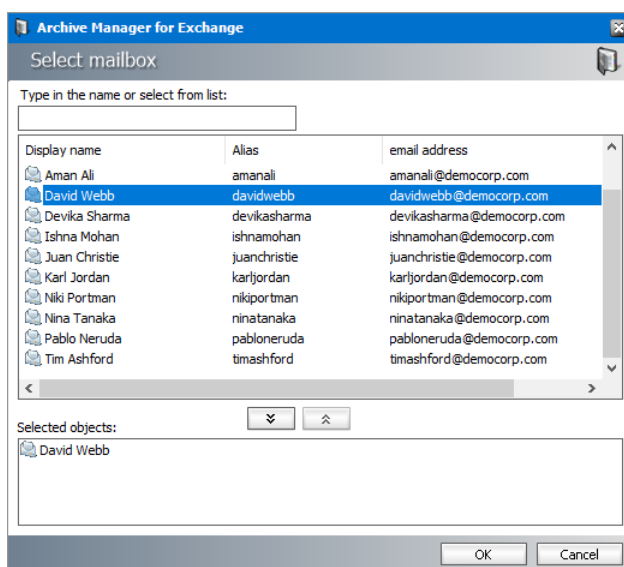 Archive Manager for Exchange
Select mailbox
Type in the name or select from list:
Display name Alias email address
Aman Ali amanali amanali@democorp.com
David Webb davidwebb davidwebb@democorp.com
Devika Sharma devikasharma devikasharma@democorp.com
Ishna Mohan ishnamohan ishnamohan@democorp.com
Juan Christie juanchristie juanchristie@democorp.com
Karl Jordan karljordan karljordan@democorp.com
Niki Portman nikiportman nikiportman@democorp.com
Nina Tanaka ninatanaka ninatanaka@democorp.com
Pablo Neruda pabloneruda pabloneruda@democorp.com
Tim Ashford timashford timashford@democorp.com
Selected objects:
David Webb
OK Cancel